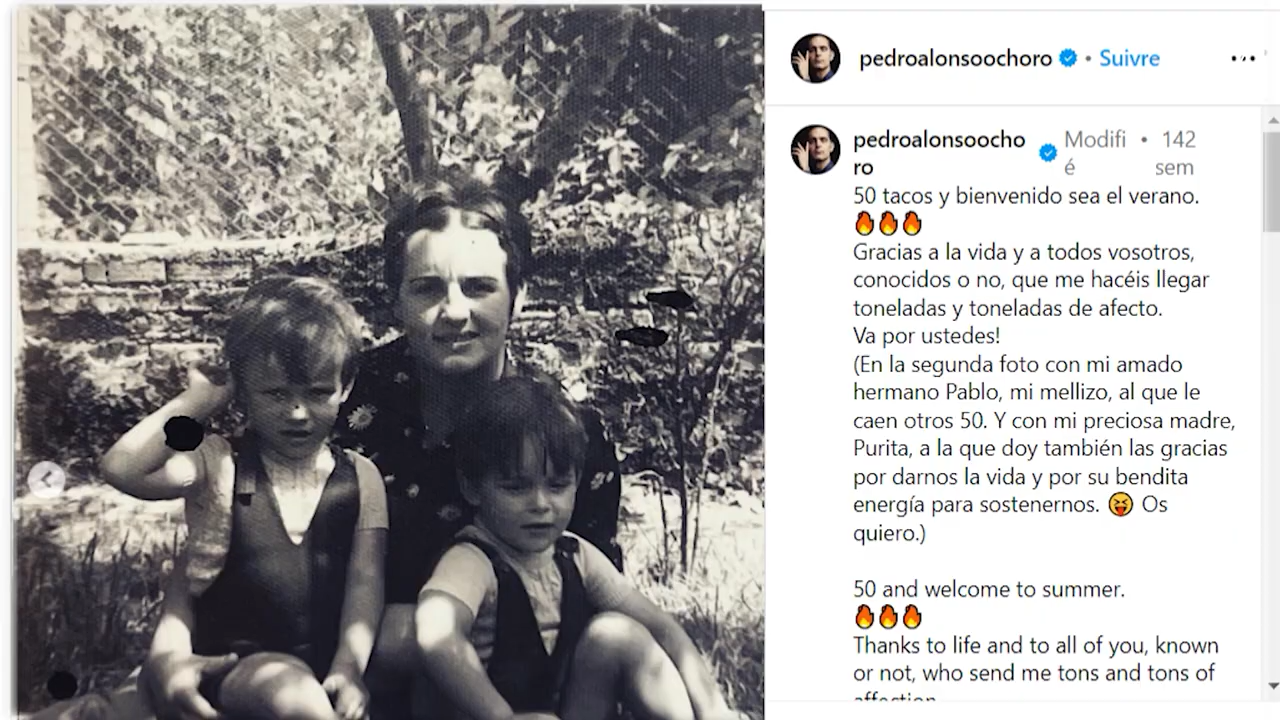 pedroalonsoochoro • Suivre
pedroalonsoocho
ro
Modifi
é
• 142
sem
50 tacos y bienvenido sea el verano.
🔥🔥🔥
Gracias a la vida y a todos vosotros,
conocidos o no, que me hacéis llegar
toneladas y toneladas de afecto.
Va por ustedes!
(En la segunda foto con mi amado
hermano Pablo, mi mellizo, al que le
caen otros 50. Y con mi preciosa madre,
Purita, a la que doy también las gracias
por darnos la vida y por su bendita
energía para sostenernos. 😝 Os
quiero.)
50 and welcome to summer.
🔥🔥🔥
Thanks to life and to all of you, known
or not, who send me tons and tons of
affection